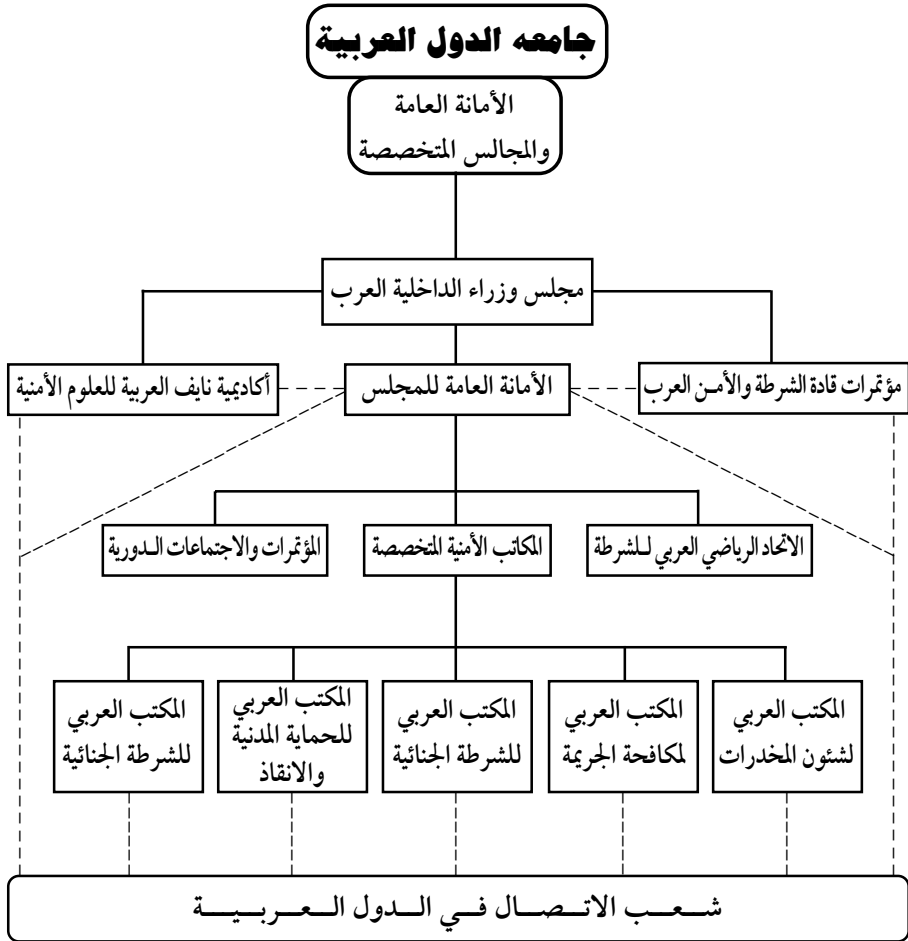 جامعه الدول العربية
الأمانة العامة
والمجالس المتخصصة
مجلس وزراء الداخلية العرب
مؤتمرات قادة الشرطة والأمن العرب
الأمانة العامة للمجلس
أكاديمية نايف العربية للعلوم الأمنية
الاتحاد الرياضي العربي للشرطة
المكاتب الأمنية المتخصصة
المؤتمرات والاجتماعات الدورية
المكتب العربي
لشئون المخدرات
المكتب العربي
لمكافحة الجريمة
المكتب العربي
للشرطة الجنائية
المكتب العربي
للحماية المدنية
والانقاذ
المكتب العربي
للشرطة الجنائية
شعب الاتصال في الدول العربية